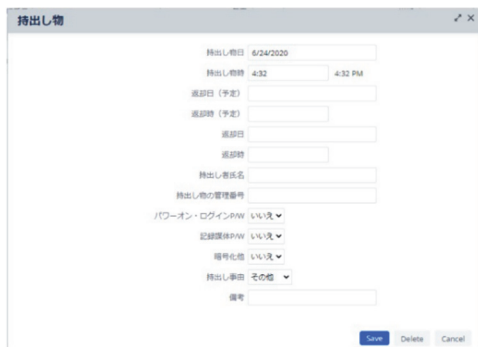 持出し物
持出し物日 6/24/2020
持出し物時 4:32 4:32 PM
返却日（予定）
返却時（予定）
返却日
返却時
持出し者氏名
持出し物の管理番号
パワーオン・ログインP/W いいえ
記録媒体P/W いいえ
暗号化他 いいえ
持出し事由 その他
備考
Save Delete Cancel